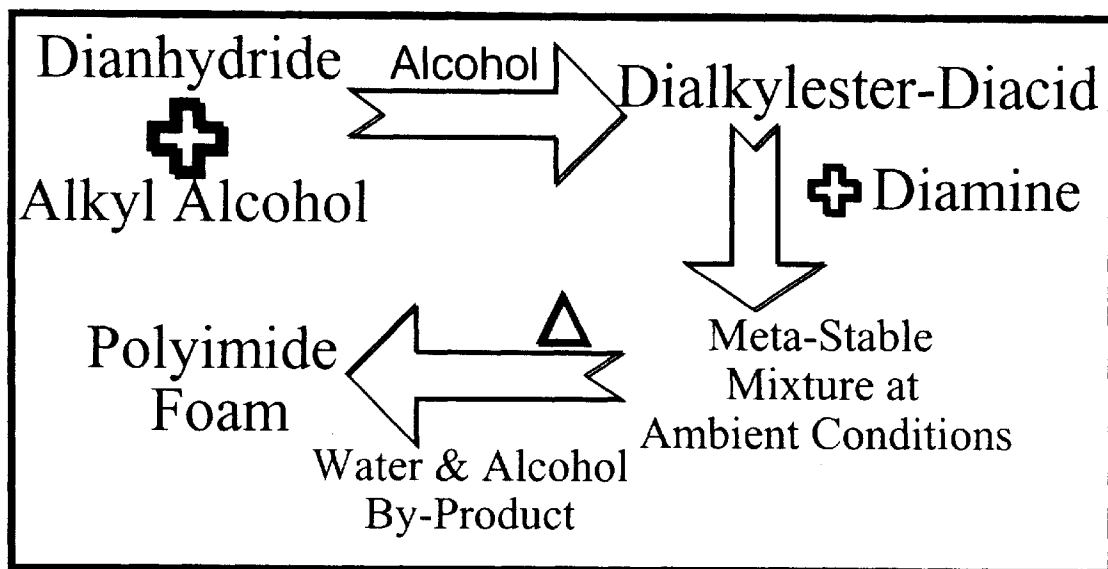 Dianhydride
Alkyl Alcohol
Alcohol
Dialkylester-Diacid
Diamine
Meta-Stable
Mixture at
Ambient Conditions
Δ
Water & Alcohol
By-Product
Polyimide
Foam